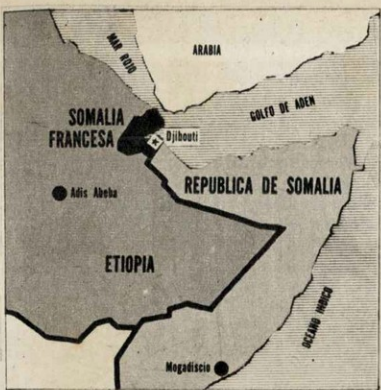 MAR ROJO
ARABIA
GOLFO DE ADEN
SOMALIA
FRANCESA
Djibouti
REPUBLICA DE SOMALIA
Adis Abeba
ETIOPIA
OCEANO INDICO
Mogadiscio